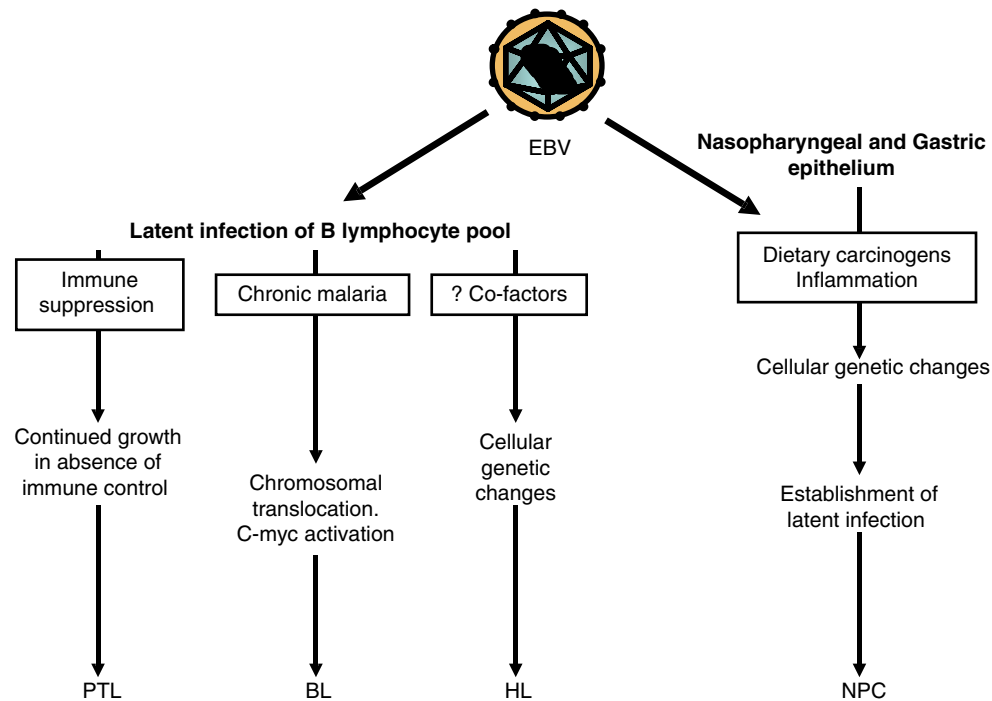 EBV
Nasopharyngeal and Gastric
epithelium
Latent infection of B lymphocyte pool
Immune
suppression
Continued growth
in absence of
immune control
PTL
Chronic malaria
Chromosomal
translocation.
C-myc activation
BL
? Co-factors
Cellular
genetic
changes
HL
Dietary carcinogens
Inflammation
Cellular genetic changes
Establishment of
latent infection
NPC